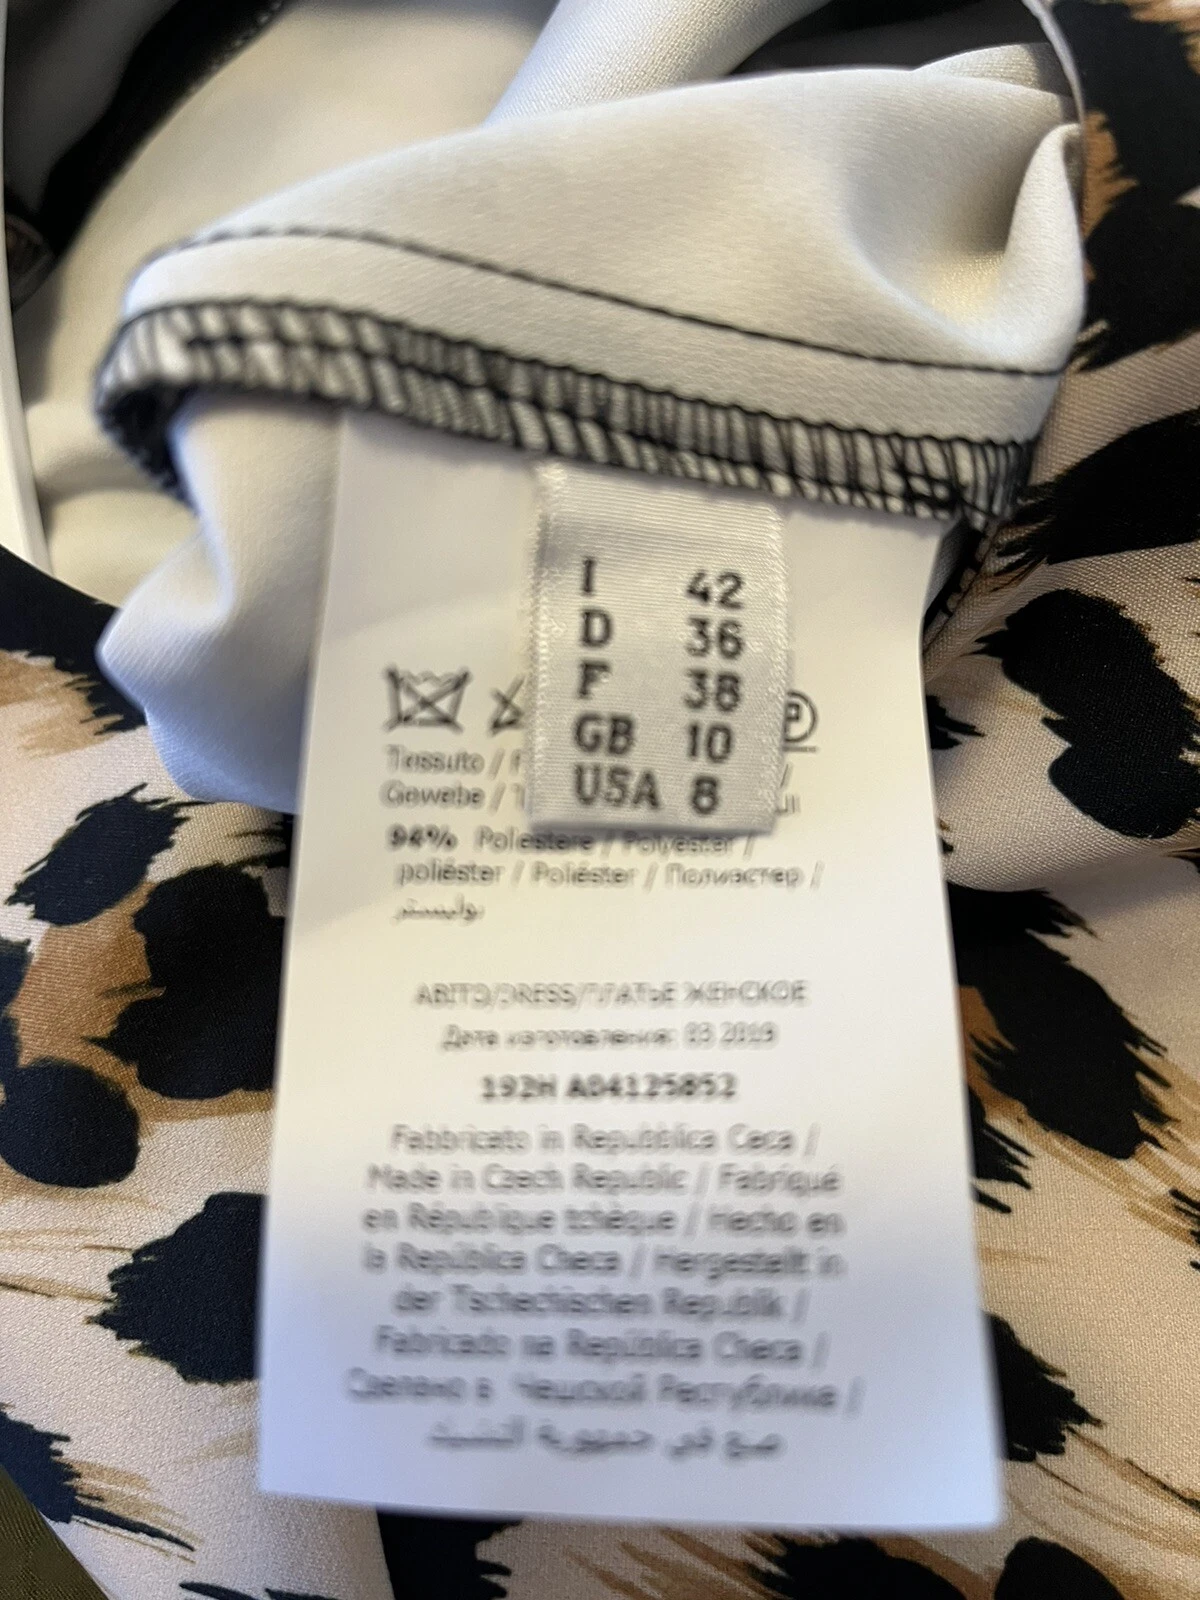 I 42
D 36
F 38
GB 10
USA 8
P
Tessuto /
Gewebe /
94% Poliestere / Polyester /
poliéster / Poliéster / Полиэстер /
بوليستر
ABITO/DRESS/ПЛАТЬЕ ЖЕНСКОЕ
Дата изготовления: 03 2019
192H A04125852
Fabbricato in Repubblica Ceca /
Made in Czech Republic / Fabriqué
en République tchèque / Hecho en
la República Checa / Hergestellt in
der Tschechischen Republik /
Fabricado na República Checa /
Сделано в Чешской Республике /
صنع في جمهورية التشيك